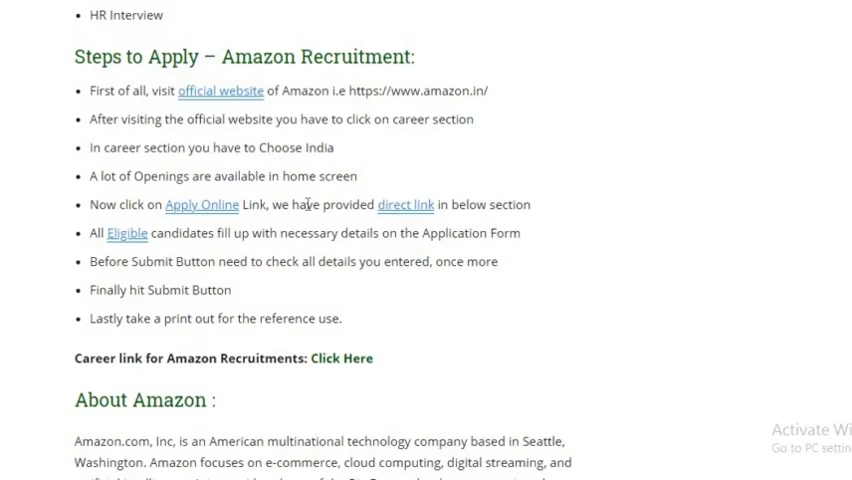 HR Interview
Steps to Apply – Amazon Recruitment:
First of all, visit official website of Amazon i.e https://www.amazon.in/
After visiting the official website you have to click on career section
In career section you have to Choose India
A lot of Openings are available in home screen
Now click on Apply Online Link, we have provided direct link in below section
All Eligible candidates fill up with necessary details on the Application Form
Before Submit Button need to check all details you entered, once more
Finally hit Submit Button
Lastly take a print out for the reference use.
Career link for Amazon Recruitments: Click Here
About Amazon :
Amazon.com, Inc, is an American multinational technology company based in Seattle,
Washington. Amazon focuses on e-commerce, cloud computing, digital streaming, and
Activate Wi
Go to PC settin